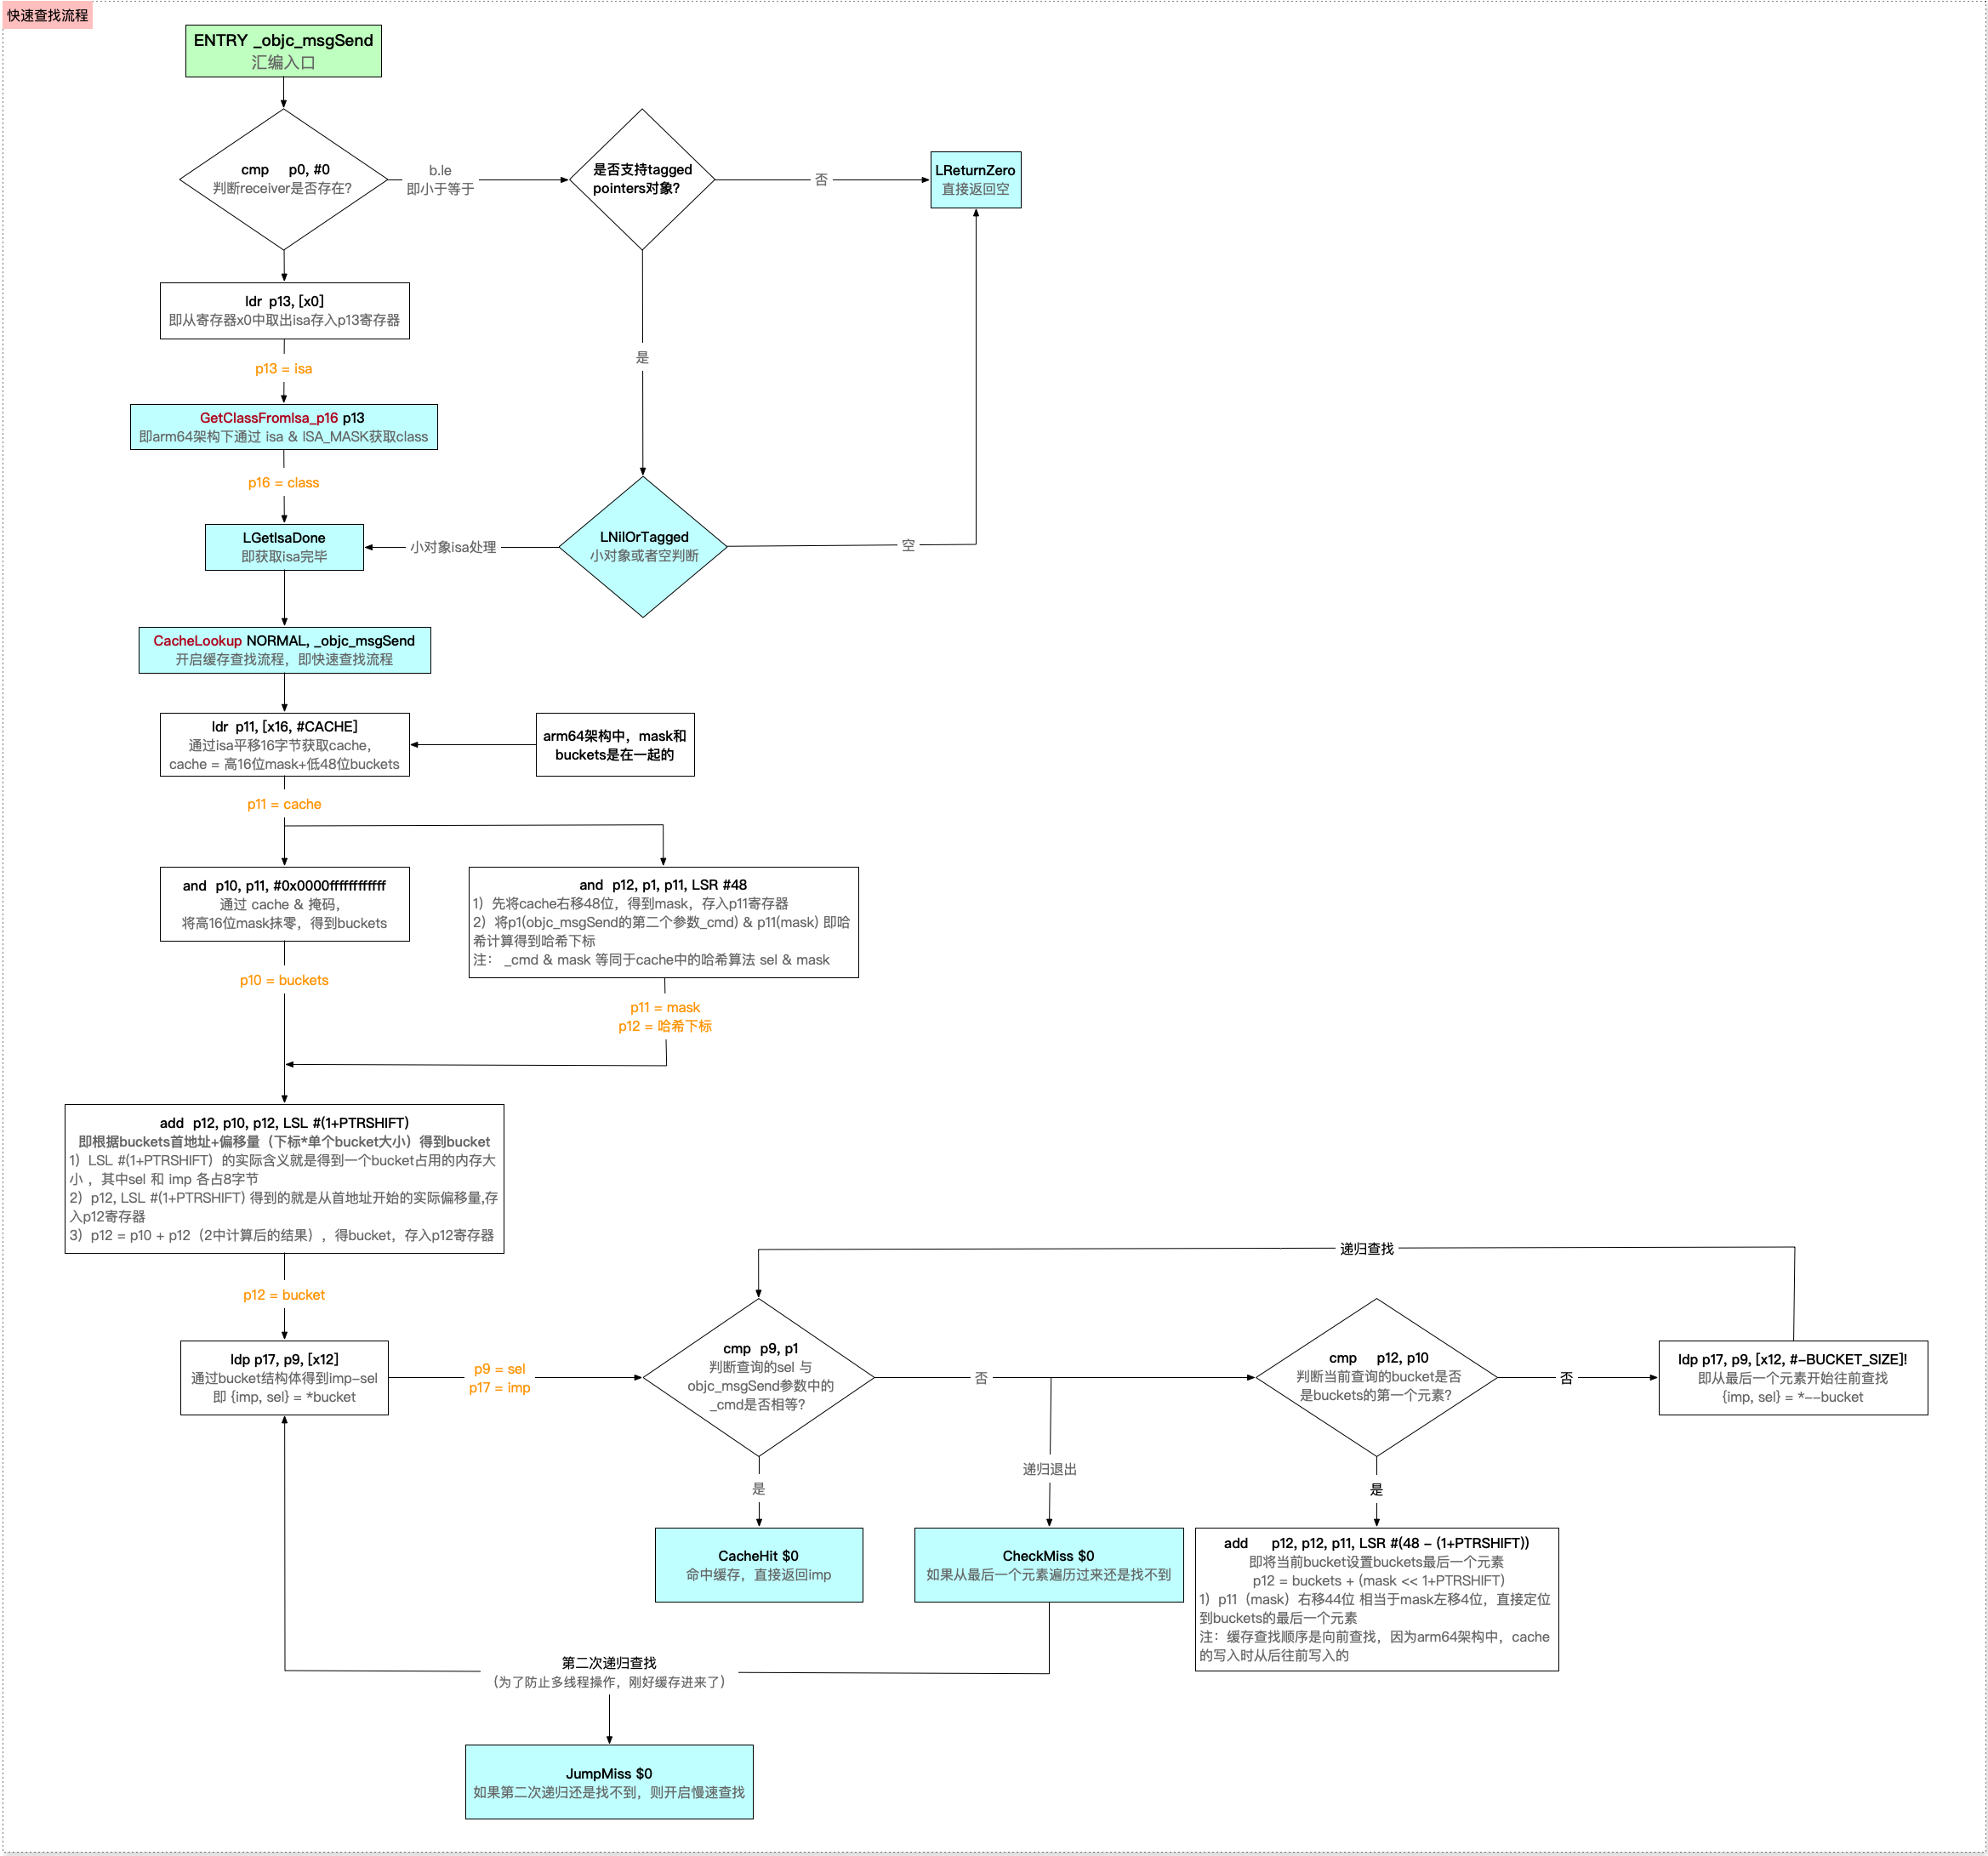 快速查找流程
ENTRY _objc_msgSend
汇编入口
cmp p0, #0
判断receiver是否存在?
b.le
即小于等于
是否支持tagged
pointers对象?
否
LReturnZero
直接返回空
ldr p13, [x0]
即从寄存器x0中取出isa存入p13寄存器
是
p13 = isa
GetClassFromIsa_p16 p13
即arm64架构下通过 isa & ISA_MASK获取class
p16 = class
LGetIsaDone
即获取isa完毕
小对象isa处理
LNilOrTagged
小对象或者空判断
空
CacheLookup NORMAL, _objc_msgSend
开启缓存查找流程，即快速查找流程
ldr p11, [x16, #CACHE]
通过isa平移16字节获取cache,
cache = 高16位mask+低48位buckets
arm64架构中，mask和
buckets是在一起的
p11 = cache
and p10, p11, #0x0000ffffffffffff
通过 cache & 掩码，
将高16位mask抹零，得到buckets
and p12, p1, p11, LSR #48
1）先将cache右移48位，得到mask，存入p11寄存器
2）将p1(objc_msgSend的第二个参数_cmd) & p11(mask) 即哈
希计算得到哈希下标
注： _cmd & mask 等同于cache中的哈希算法 sel & mask
p10 = buckets
p11 = mask
p12 = 哈希下标
add p12, p10, p12, LSL #(1+PTRSHIFT)
即根据buckets首地址+偏移量（下标*单个bucket大小）得到bucket
1）LSL #(1+PTRSHIFT）的实际含义就是得到一个bucket占用的内存大
小 ，其中sel 和 imp 各占8字节
2）p12, LSL #(1+PTRSHIFT) 得到的就是从首地址开始的实际偏移量,存
入p12寄存器
3）p12 = p10 + p12（2中计算后的结果），得bucket，存入p12寄存器
p12 = bucket
递归查找
ldp p17, p9, [x12]
通过bucket结构体得到imp-sel
即 {imp, sel} = *bucket
p9 = sel
p17 = imp
cmp p9, p1
判断查询的sel 与
objc_msgSend参数中的
_cmd是否相等?
否
cmp p12, p10
判断当前查询的bucket是否
是buckets的第一个元素?
否
ldp p17, p9, [x12, #-BUCKET_SIZE]!
即从最后一个元素开始往前查找
{imp, sel} = *--bucket
是
递归退出
是
CacheHit $0
命中缓存，直接返回imp
CheckMiss $0
如果从最后一个元素遍历过来还是找不到
add p12, p12, p11, LSR #(48 - (1+PTRSHIFT))
即将当前bucket设置buckets最后一个元素
p12 = buckets + (mask << 1+PTRSHIFT)
1）p11（mask）右移44位 相当于mask左移4位，直接定位
到buckets的最后一个元素
注：缓存查找顺序是向前查找，因为arm64架构中，cache
的写入时从后往前写入的
第二次递归查找
（为了防止多线程操作，刚好缓存进来了）
JumpMiss $0
如果第二次递归还是找不到，则开启慢速查找